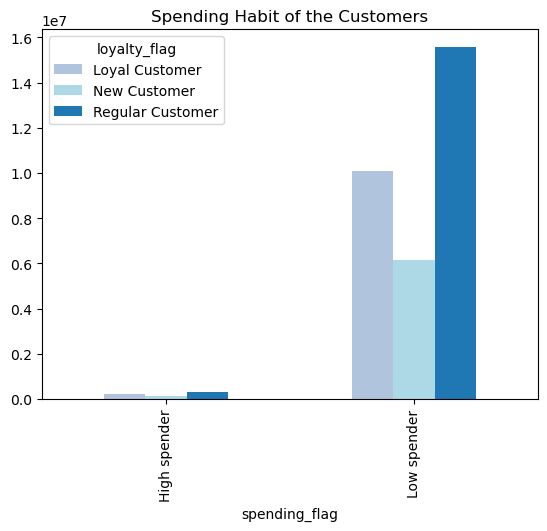 Spending Habit of the Customers
1e7
loyalty_flag
Loyal Customer
New Customer
Regular Customer
1.6
1.4
1.2
1.0
0.8
0.6
0.4
0.2
0.0
High spender
Low spender
spending_flag